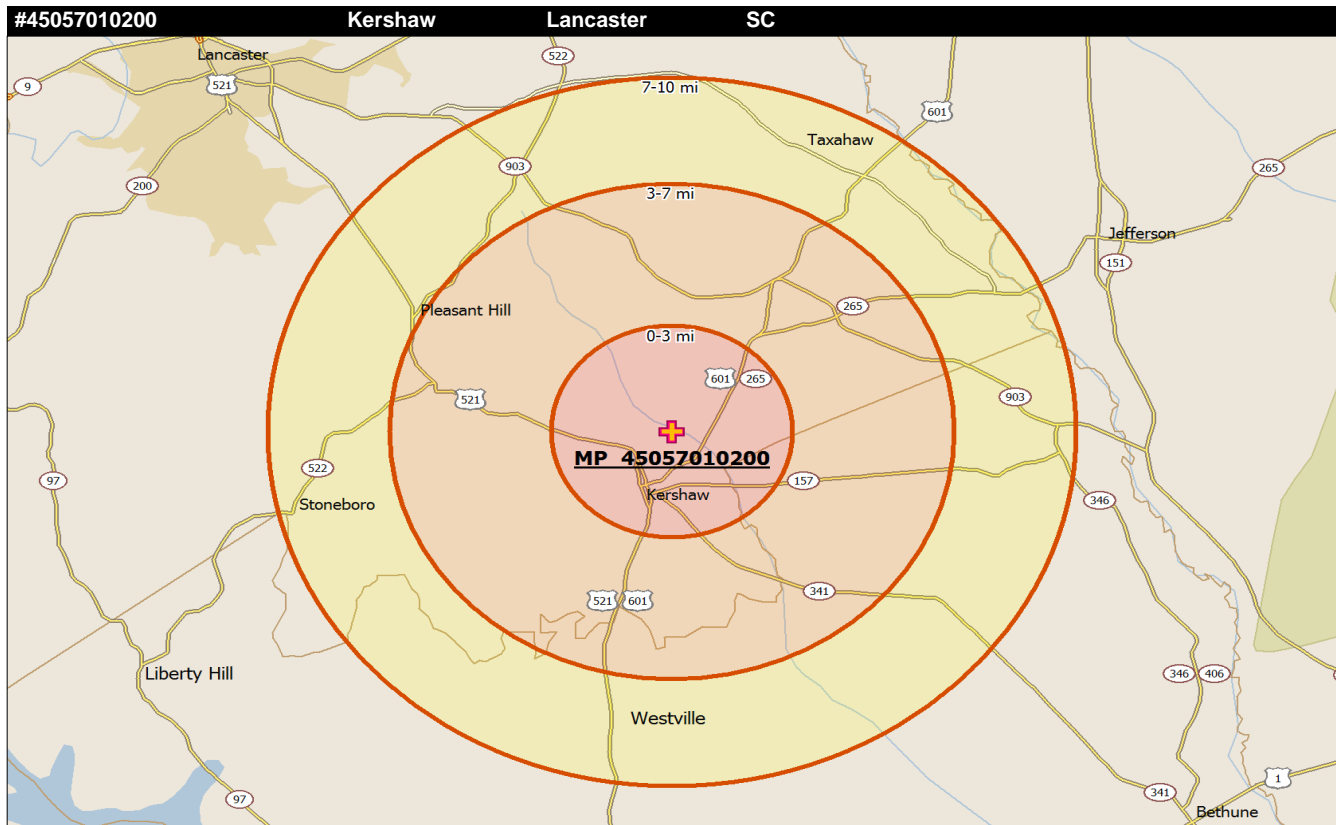 #45057010200 Kershaw Lancaster SC
Lancaster
522
521
9
7-10 mi
601
Taxahaw
903
265
200
3-7 mi
Jefferson
151
Pleasant Hill
265
0-3 mi
601 265
521
903
MP 45057010200
522
97
157
Kershaw
346
Stoneboro
341
521 601
Liberty Hill
346 406
Westville
1
97
341
Bethune